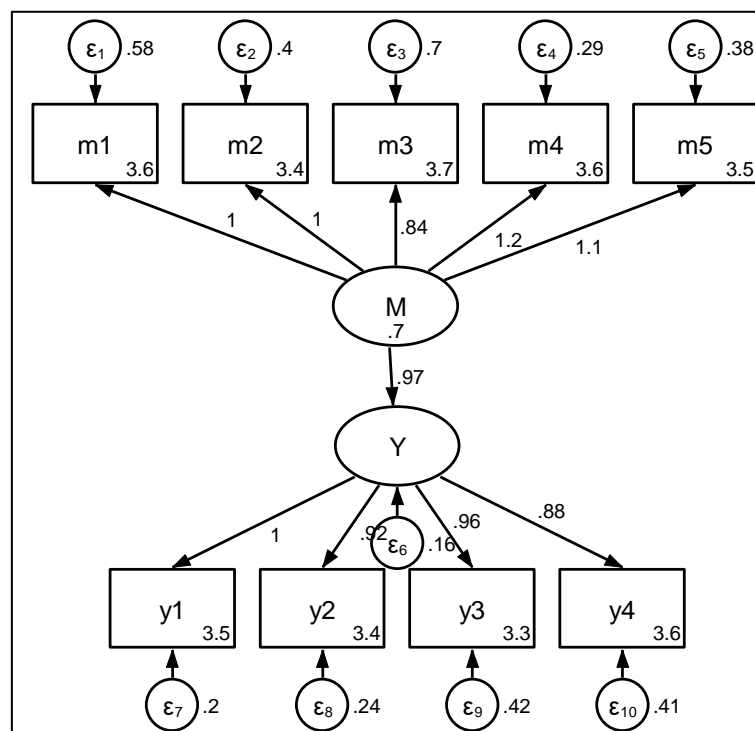 ε1 .58 ε2 .4 ε3 .7 ε4 .29 ε5 .38
m1 m2 m3 m4 m5
3.6 3.4 3.7 3.6 3.5
1 1 .84 1.2 1.1
M
.7
.97
Y
1 .92 .96 .88
ε6 .16
y1 y2 y3 y4
3.5 3.4 3.3 3.6
ε7 .2 ε8 .24 ε9 .42 ε10 .41